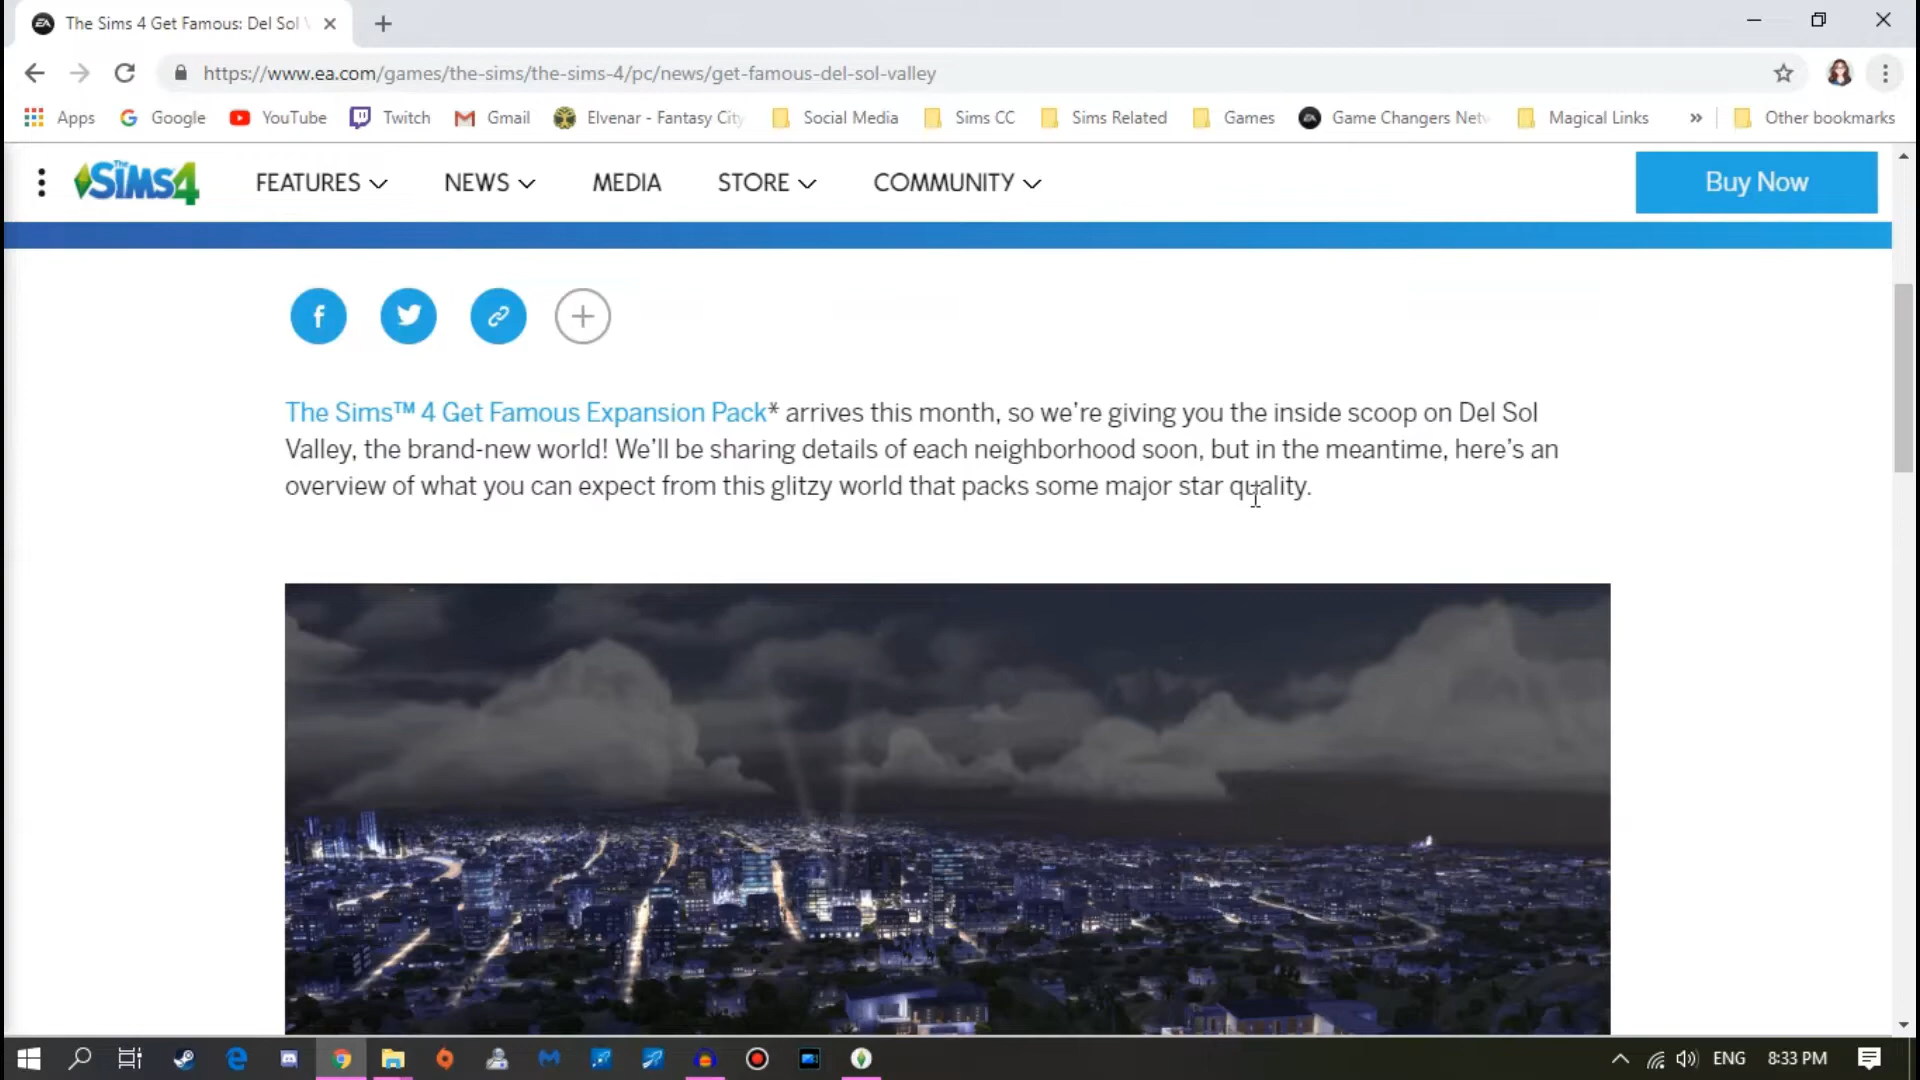 The Sims 4 Get Famous: Del Sol V
https://www.ea.com/games/the-sims/the-sims-4/pc/news/get-famous-del-sol-valley
Apps Google YouTube Twitch Gmail Elvenar - Fantasy City Social Media Sims CC Sims Related Games Game Changers Netw Magical Links » Other bookmarks
The SIMS4 FEATURES NEWS MEDIA STORE COMMUNITY Buy Now
The Sims™ 4 Get Famous Expansion Pack* arrives this month, so we’re giving you the inside scoop on Del Sol
Valley, the brand-new world! We’ll be sharing details of each neighborhood soon, but in the meantime, here’s an
overview of what you can expect from this glitzy world that packs some major star quality.
ENG 8:33 PM